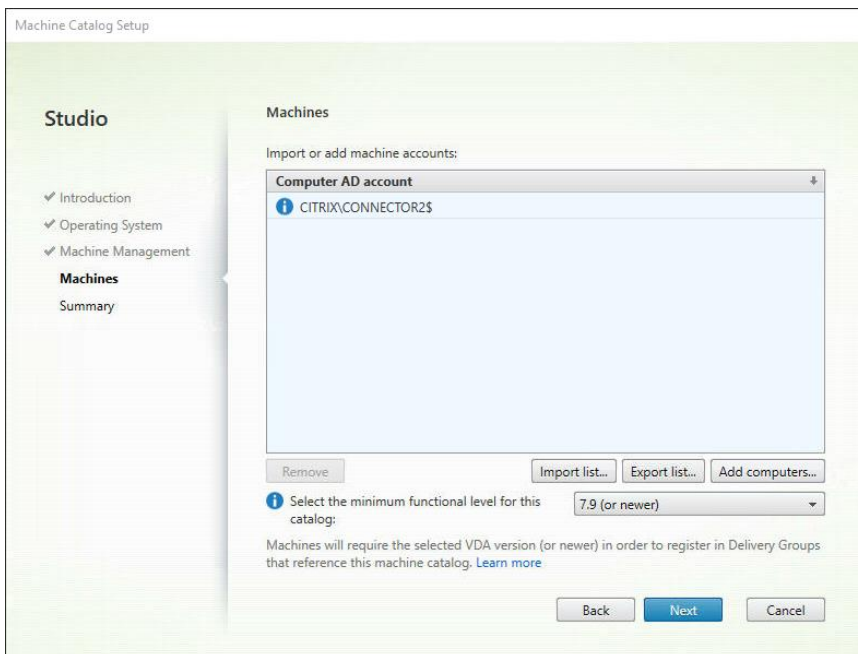 Machine Catalog Setup
Studio
Introduction
Operating System
Machine Management
Machines
Summary
Machines
Import or add machine accounts:
Computer AD account
CITRIX\CONNECTOR2$
Remove
Import list...
Export list...
Add computers...
Select the minimum functional level for this
catalog:
7.9 (or newer)
Machines will require the selected VDA version (or newer) in order to register in Delivery Groups
that reference this machine catalog. Learn more
Back
Next
Cancel